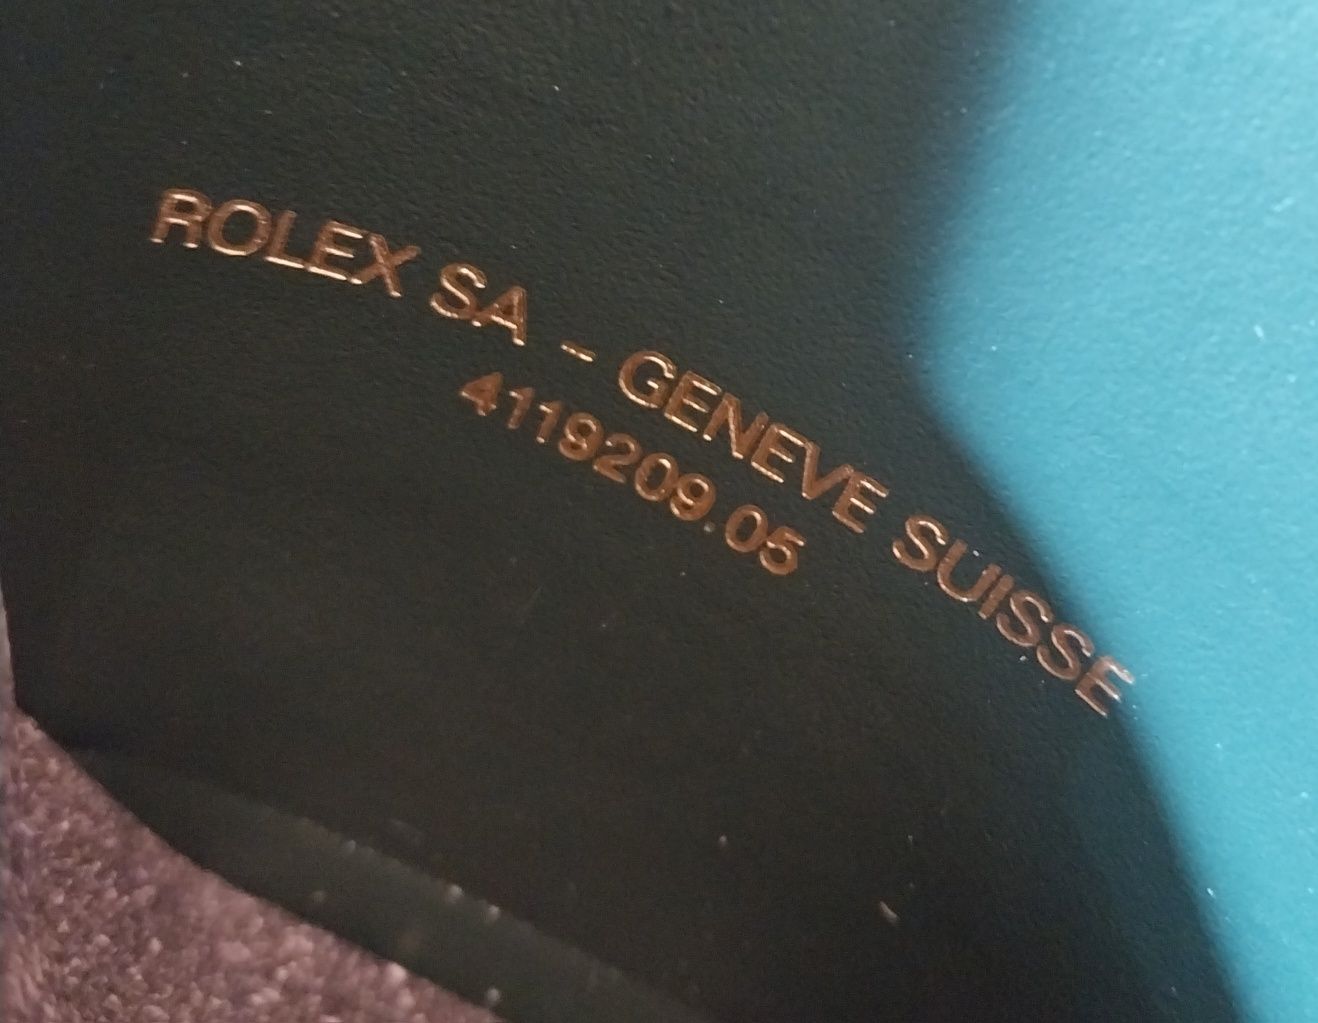 ROLEX SA - GENEVE SUISSE
4119209.05